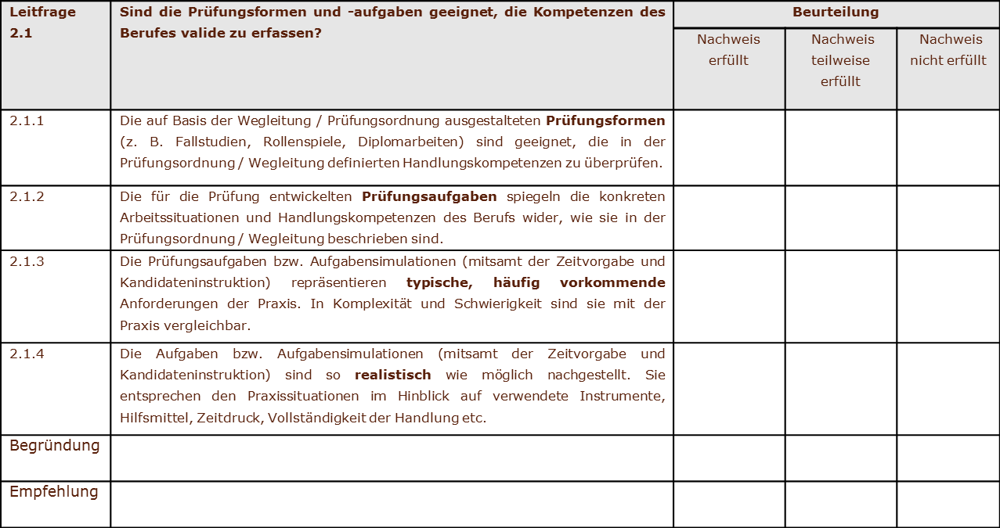 Leitfrage 2.1
Sind die Prüfungsformen und -aufgaben geeignet, die Kompetenzen des
Berufes valide zu erfassen?
Beurteilung
Nachweis
erfüllt
Nachweis
teilweise
erfüllt
Nachweis
nicht erfüllt
2.1.1
Die auf Basis der Wegleitung / Prüfungsordnung ausgestalteten Prüfungsformen
(z. B. Fallstudien, Rollenspiele, Diplomarbeiten) sind geeignet, die in der
Prüfungsordnung / Wegleitung definierten Handlungskompetenzen zu überprüfen.
2.1.2
Die für die Prüfung entwickelten Prüfungsaufgaben spiegeln die konkreten
Arbeitssituationen und Handlungskompetenzen des Berufs wider, wie sie in der
Prüfungsordnung / Wegleitung beschrieben sind.
2.1.3
Die Prüfungsaufgaben bzw. Aufgabensimulationen (mitsamt der Zeitvorgabe und
Kandidateninstruktion) repräsentieren typische, häufig vorkommende
Anforderungen der Praxis. In Komplexität und Schwierigkeit sind sie mit der
Praxis vergleichbar.
2.1.4
Die Aufgaben bzw. Aufgabensimulationen (mitsamt der Zeitvorgabe und
Kandidateninstruktion) sind so realistisch wie möglich nachgestellt. Sie
entsprechen den Praxissituationen im Hinblick auf verwendete Instrumente,
Hilfsmittel, Zeitdruck, Vollständigkeit der Handlung etc.
Begründung
Empfehlung